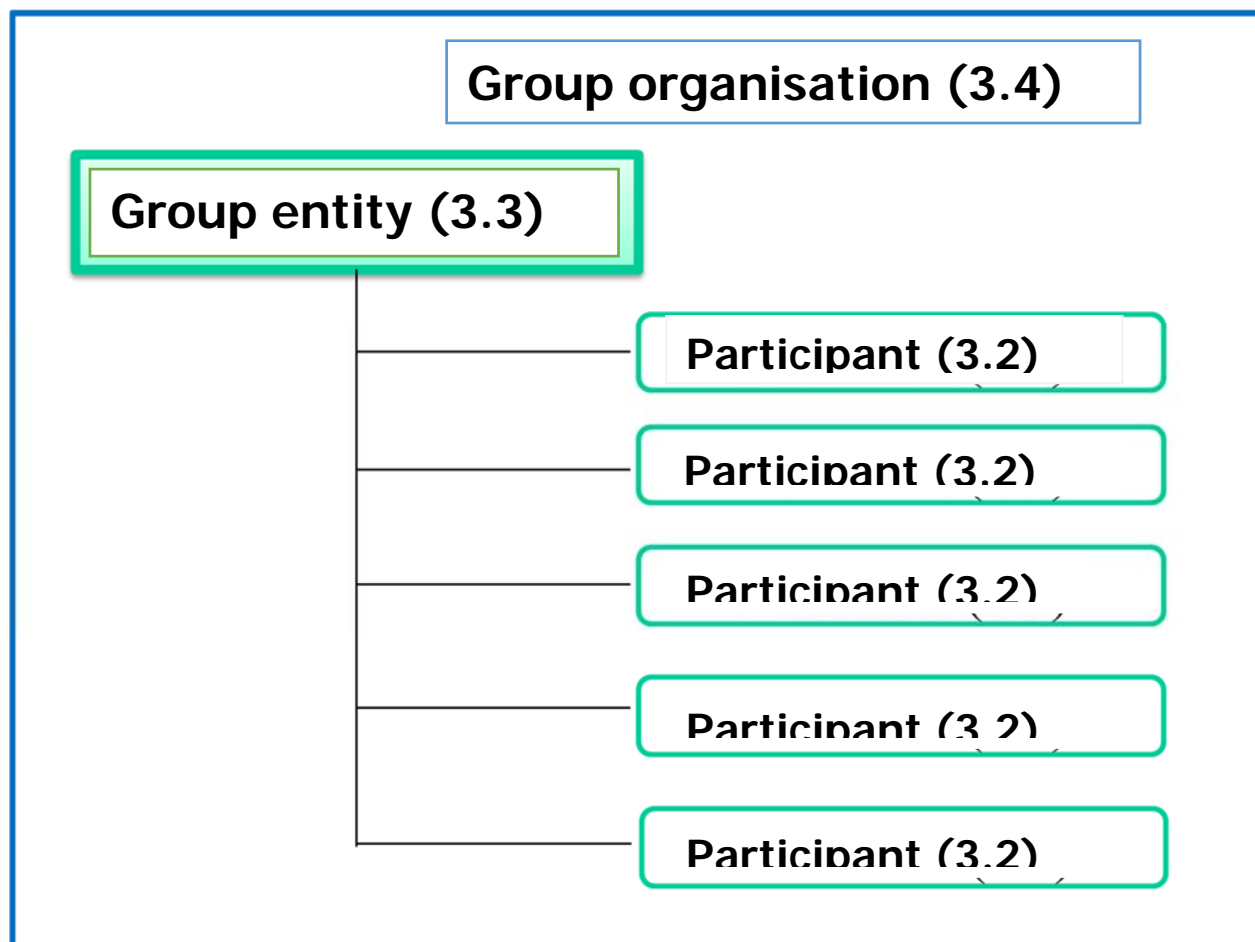 Group organisation (3.4)
Group entity (3.3)
Participant (3.2)
Participant (3.2)
Participant (3.2)
Participant (3.2)
Participant (3.2)